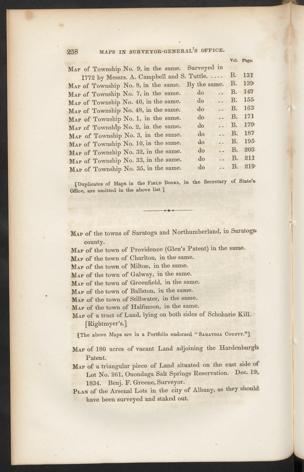 258 MAPS IN SURVEYOR-GENERAL'S OFFICE.
Vol. Page.
MAP of Township No. 9, in the same. Surveyed in
1772 by Messrs. A. Campbell and S. Tuttle. .... B. 131
MAP of Township No. 8, in the same. By the same. B. 139
MAP of Township No. 7, in the same. do .. B. 147
MAP of Township No. 40, in the same. do .. B. 155
MAP of Township No. 48, in the same. do .. B. 163
MAP of Township No. 1, in the same. do .. B. 171
MAP of Township No. 2, in the same. do .. B. 179
MAP of Township No. 3, in the same. do .. B. 187
MAP of Township No. 10, in the same. do .. B. 195
MAP of Township No. 32, in the same. do .. B. 203
MAP of Township No. 33, in the same. do .. B. 211
MAP of Township No. 35, in the same. do .. B. 219
[Duplicates of Maps in the FIELD BOOKS, in the Secretary of State's
Office, are omitted in the above list.]
MAP of the towns of Saratoga and Northumberland, in Saratoga
county.
MAP of the town of Providence (Glen's Patent) in the same.
MAP of the town of Charlton, in the same.
MAP of the town of Milton, in the same.
MAP of the town of Galway, in the same.
MAP of the town of Greenfield, in the same.
MAP of the town of Ballston, in the same.
MAP of the town of Stillwater, in the same.
MAP of the town of Halfmoon, in the same.
MAP of a tract of Land, lying on both sides of Schoharie Kill.
[Rightmyer's.]
[The above Maps are in a Portfolio endorsed "SARATOGA COUNTY."]
MAP of 180 acres of vacant Land adjoining the Hardenburgh
Patent.
MAP of a triangular piece of Land situated on the east side of
Lot No. 261, Onondaga Salt Springs Reservation. Dec. 19,
1834. Benj. F. Greene, Surveyor.
PLAN of the Arsenal Lots in the city of Albany, as they should
have been surveyed and staked out.